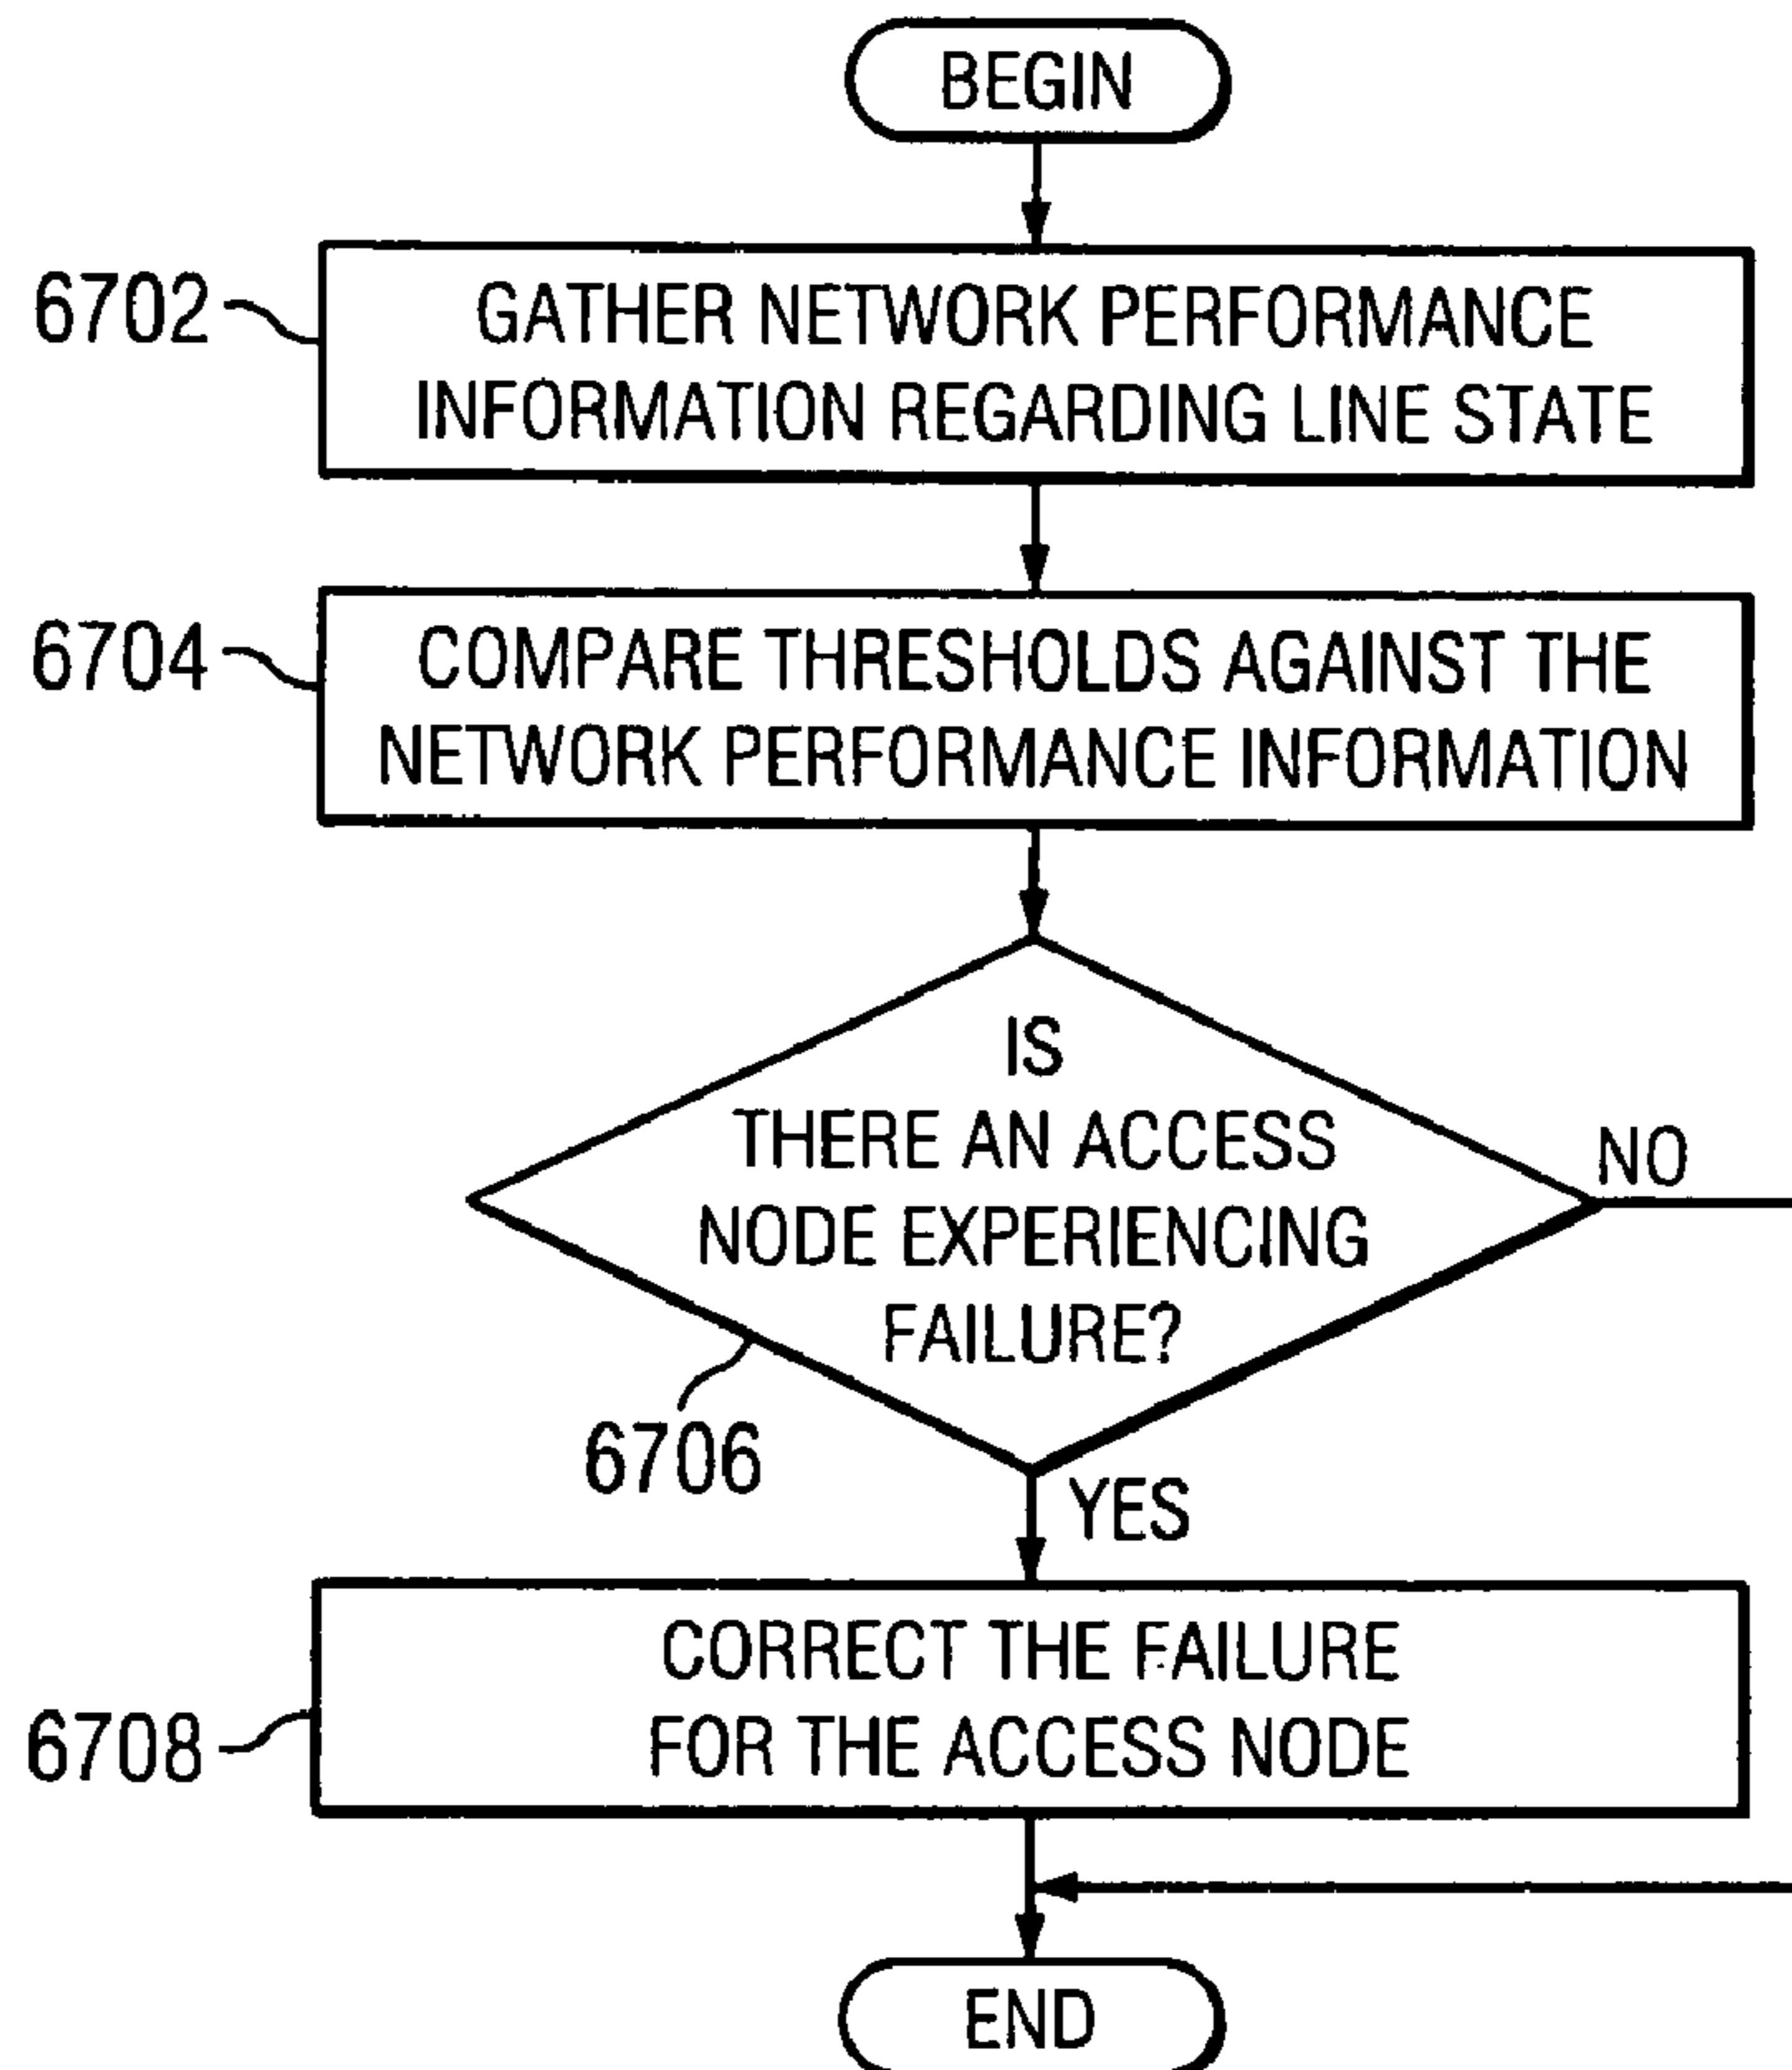 BEGIN
6702
GATHER NETWORK PERFORMANCE
INFORMATION REGARDING LINE STATE
6704
COMPARE THRESHOLDS AGAINST THE
NETWORK PERFORMANCE INFORMATION
IS
THERE AN ACCESS
NODE EXPERIENCING
FAILURE?
NO
6706
YES
CORRECT THE FAILURE
FOR THE ACCESS NODE
6708
END